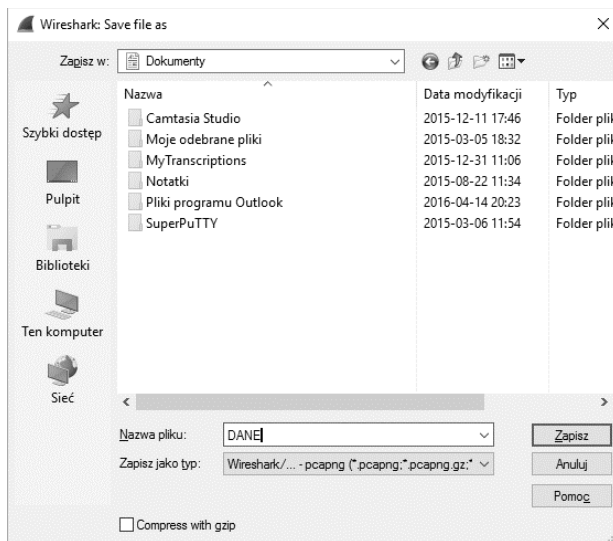 Wireshark: Save file as
Zapisz w:
Dokumenty
Szybki dostęp
Pulpit
Biblioteki
Ten komputer
Sieć
Nazwa Data modyfikacji Typ
Camtasia Studio 2015-12-11 17:46 Folder plik
Moje odebrane pliki 2015-03-05 18:32 Folder plik
MyTranscriptions 2015-12-31 11:06 Folder plik
Notatki 2015-08-22 11:34 Folder plik
Pliki programu Outlook 2016-04-14 20:23 Folder plik
SuperPuTTY 2015-03-06 11:54 Folder plik
Nazwa pliku: DANE Zapisz
Zapisz jako typ: Wireshark/... - pcapng (*.pcapng;*.pcapng.gz;* Anuluj
Pomoc
Compress with gzip